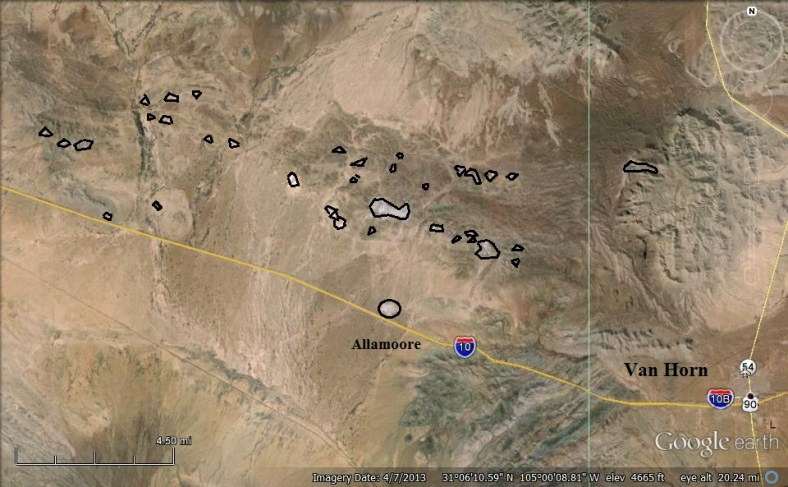 N
Allamoore
10
Van Horn
54
10B
90
L
4.50 mi
Google earth
Imagery Date: 4/7/2013 31°06'10.59" N 105°00'08.81" W elev 4665 ft eye alt 20.24 mi